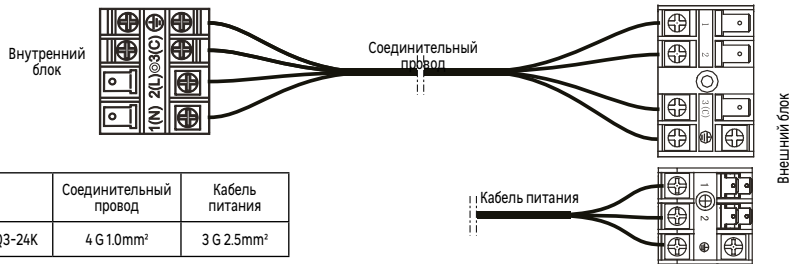 Внутренний
блок
1(N) 2(L) 3(C)
Соединительный
провод
1
2
3(C)
Внешний блок
Кабель питания
1
2
Соединительный
провод
Кабель
питания
Q3-24K
4 G 1.0mm²
3 G 2.5mm²